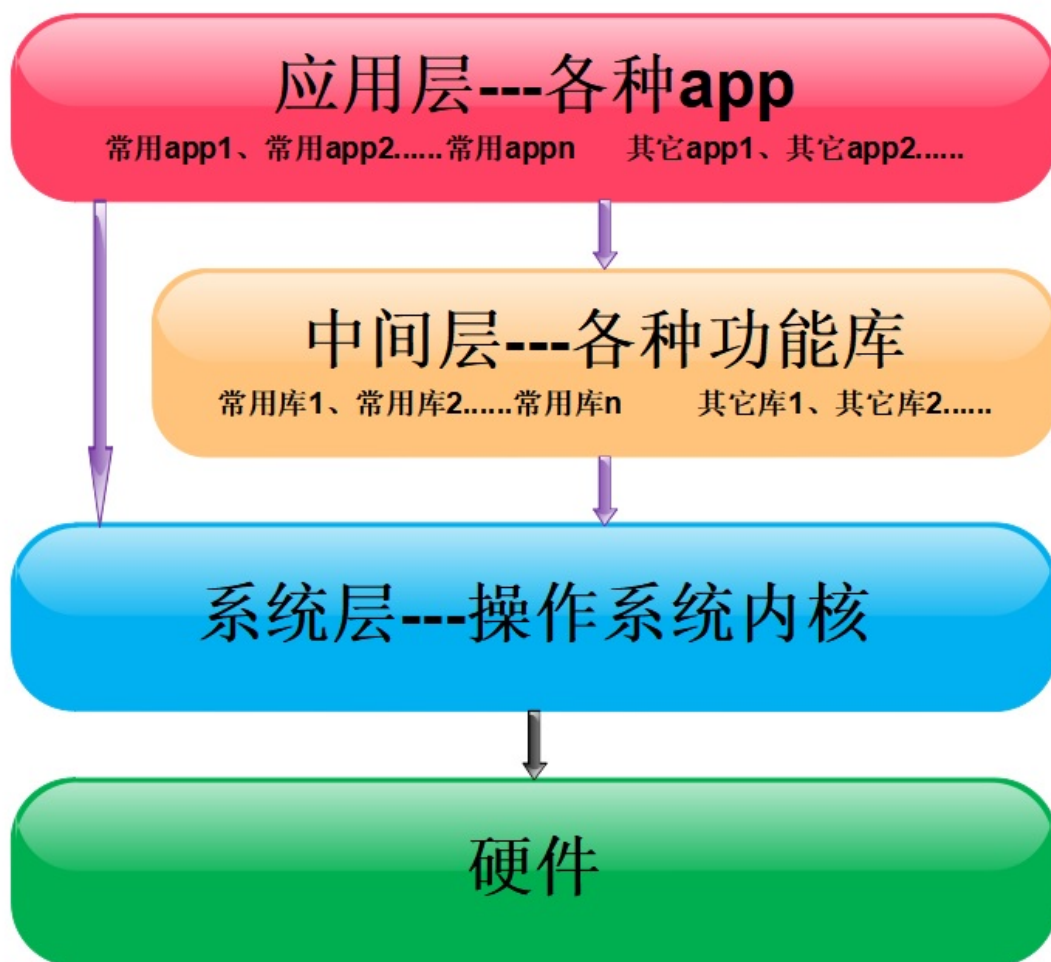 应用层---各种app
常用app1、常用app2......常用appn 其它app1、其它app2......
中间层---各种功能库
常用库1、常用库2......常用库n 其它库1、其它库2......
系统层---操作系统内核
硬件